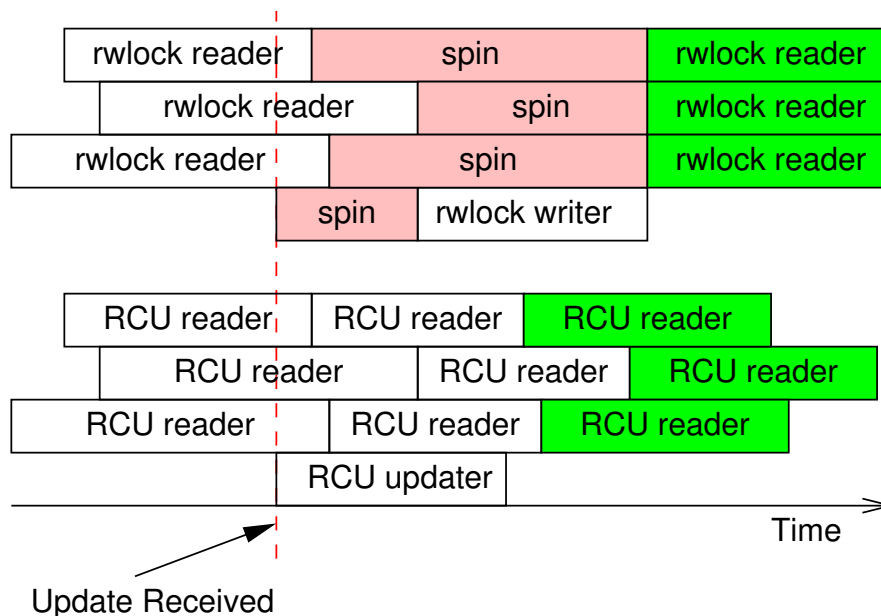 rwlock reader spin rwlock reader
rwlock reader spin rwlock reader
rwlock reader spin rwlock reader
spin rwlock writer
RCU reader RCU reader RCU reader
RCU reader RCU reader RCU reader
RCU reader RCU reader RCU reader
RCU updater
Time
Update Received